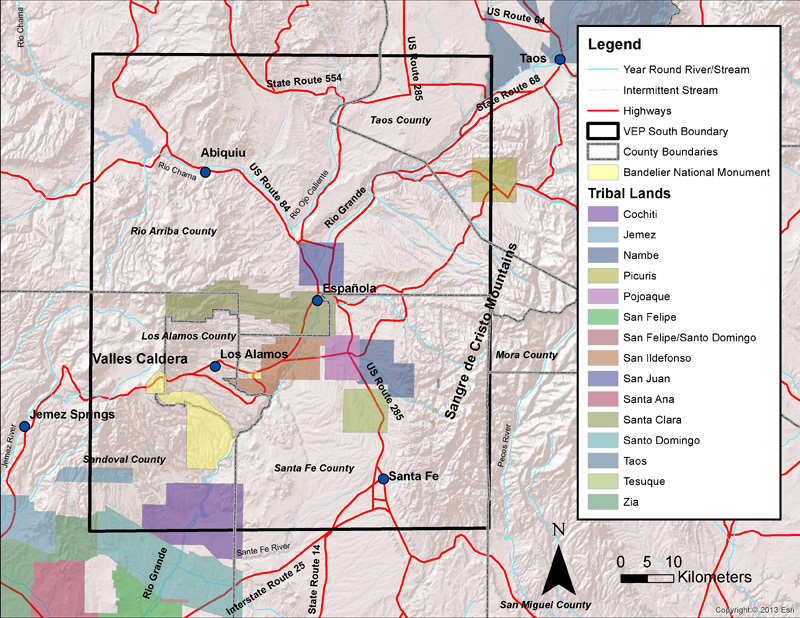 Rio Chama
US Route 64
Taos
State Route 554
US Route 285
State Route 68
Taos County
Abiquiu
Rio Chama
US Route 84
Rio Ojo Caliente
Rio Grande
Rio Arriba County
Española
Sangre de Cristo Mountains
Los Alamos County
Valles Caldera
Los Alamos
Mora County
US Route 285
Jemez Springs
Jemez River
Sandoval County
Santa Fe County
Santa Fe
Pecos River
Rio Grande
Santa Fe River
Interstate Route 25
State Route 14
San Miguel County
Legend
Year Round River/Stream
Intermittent Stream
Highways
VEP South Boundary
County Boundaries
Bandelier National Monument
Tribal Lands
Cochiti
Jemez
Nambe
Picuris
Pojoaque
San Felipe
San Felipe/Santo Domingo
San Ildefonso
San Juan
Santa Ana
Santa Clara
Santo Domingo
Taos
Tesuque
Zia
N
0 5 10
Kilometers
Copyright © 2013 Esri